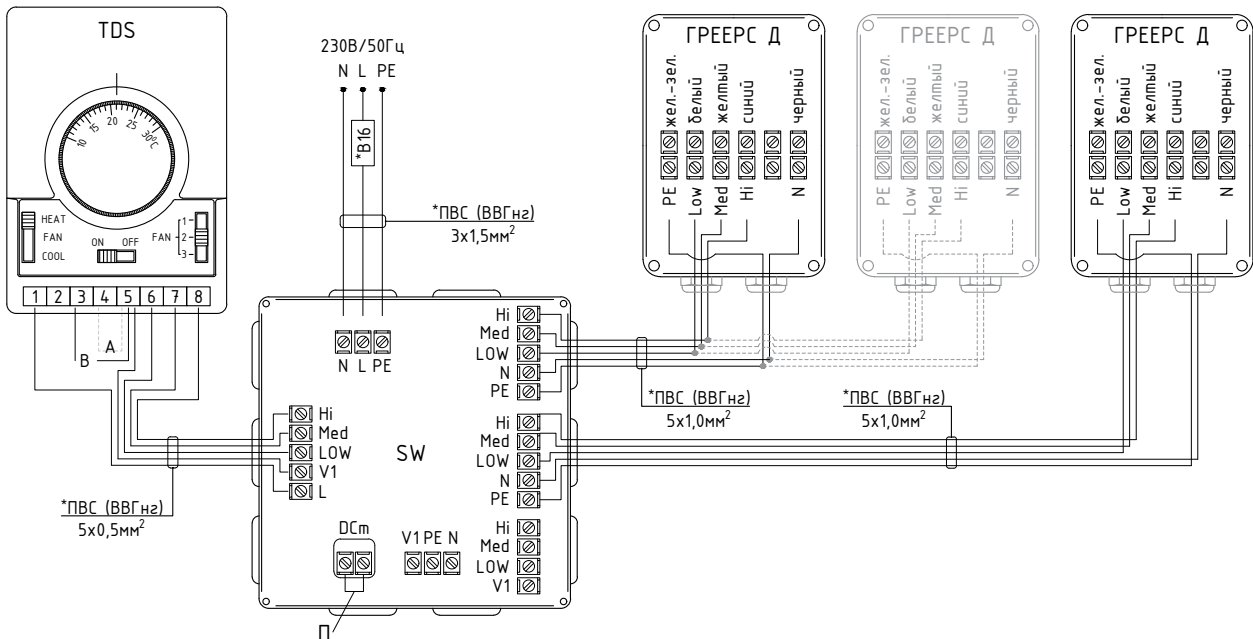 TDS
10 15 20 25 30°C
HEAT
FAN
COOL
ON OFF
FAN
1
2
3
1 2 3 4 5 6 7 8
A
B
*ПВС (ВВГнг)
5х0,5мм²
230В/50Гц
N L PE
*В16
*ПВС (ВВГнг)
3х1,5мм²
N L PE
SW
Hi
Med
LOW
V1
L
DCm
П
V1 PE N
Hi
Med
LOW
N
PE
Hi
Med
LOW
N
PE
Hi
Med
LOW
V1
*ПВС (ВВГнг)
5х1,0мм²
*ПВС (ВВГнг)
5х1,0мм²
ГРЕЕРС Д
жел.-зел.
белый
желтый
синий
черный
PE
Low
Med
Hi
N
ГРЕЕРС Д
жел.-зел.
белый
желтый
синий
черный
PE
Low
Med
Hi
N
ГРЕЕРС Д
жел.-зел.
белый
желтый
синий
черный
PE
Low
Med
Hi
N